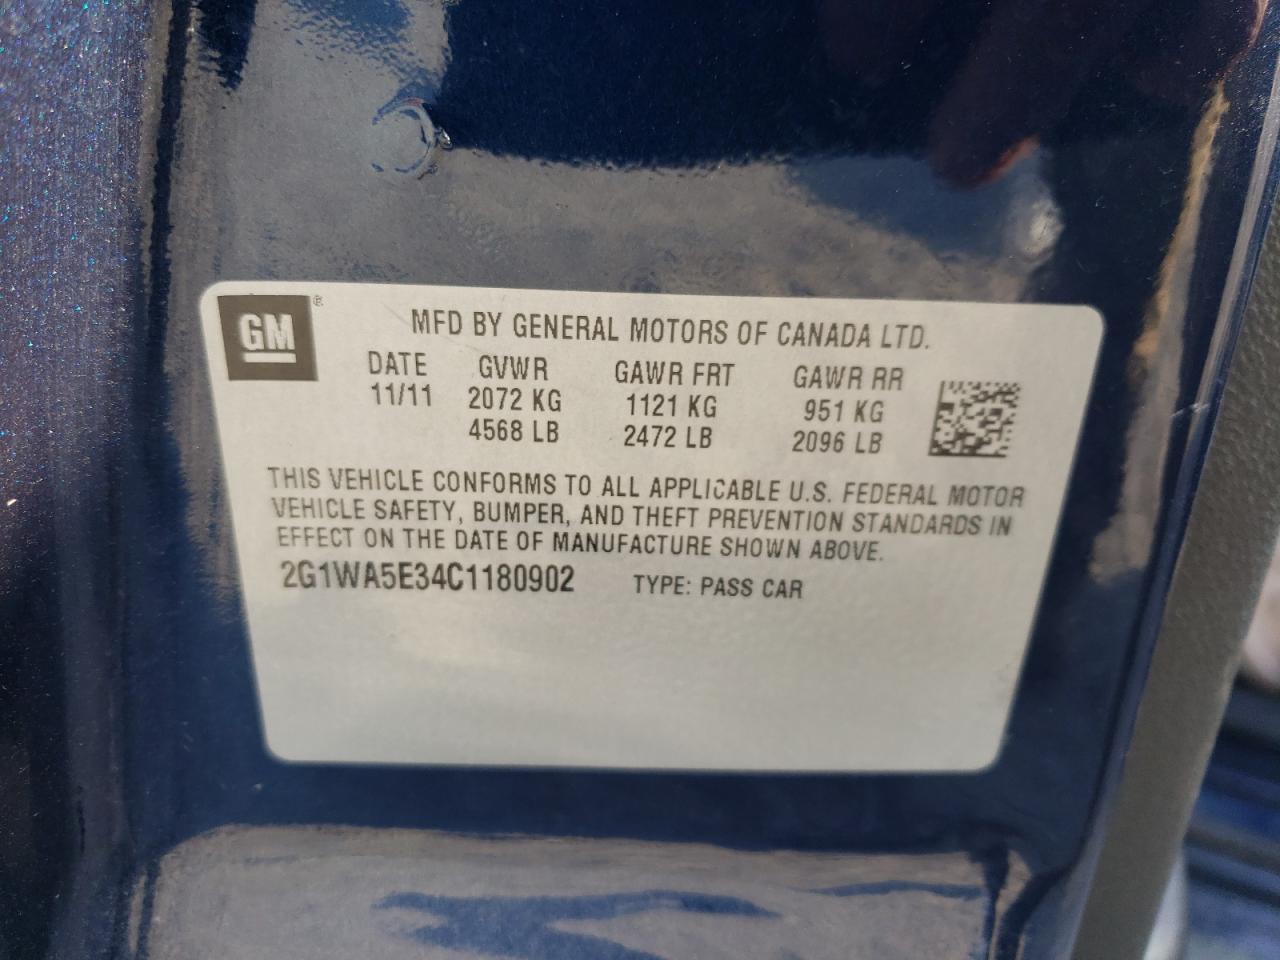 GM ®
MFD BY GENERAL MOTORS OF CANADA LTD.
DATE GVWR GAWR FRT GAWR RR
11/11 2072 KG 1121 KG 951 KG
4568 LB 2472 LB 2096 LB
THIS VEHICLE CONFORMS TO ALL APPLICABLE U.S. FEDERAL MOTOR
VEHICLE SAFETY, BUMPER, AND THEFT PREVENTION STANDARDS IN
EFFECT ON THE DATE OF MANUFACTURE SHOWN ABOVE.
2G1WA5E34C1180902 TYPE: PASS CAR